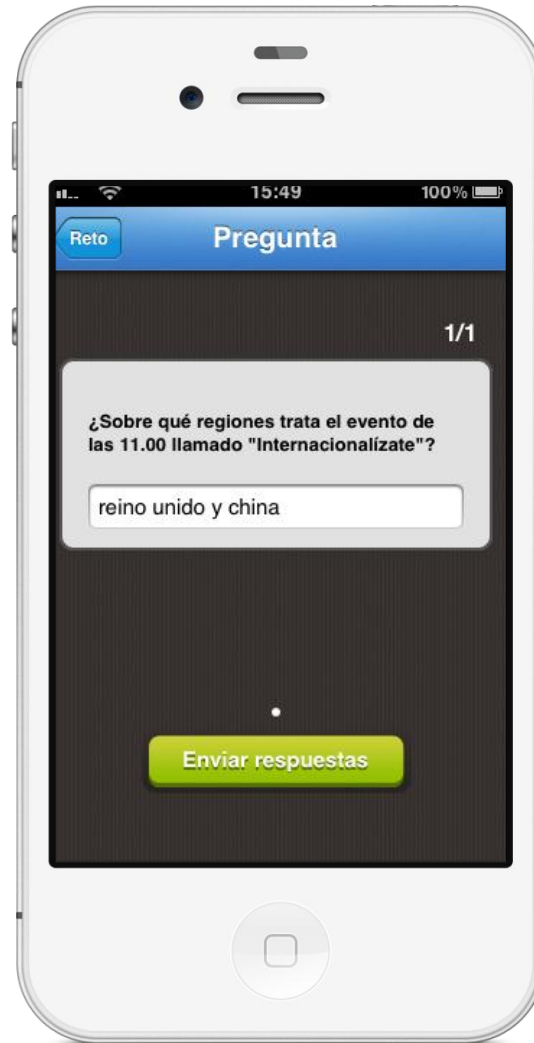 15:49 100%
Reto Pregunta
1/1
¿Sobre qué regiones trata el evento de
las 11.00 llamado "Internacionalízate"?
reino unido y china
Enviar respuestas